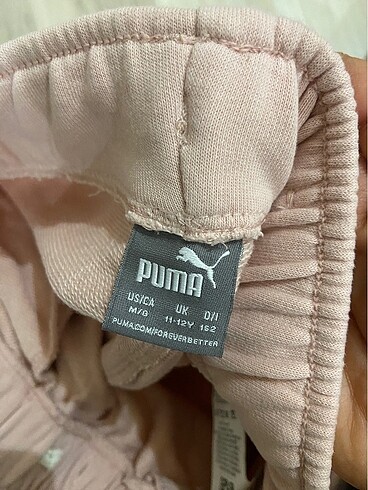 PUMA
US/CA UK D/I
M/G 11-12Y 152
PUMA.COM/FOREVERBETTER